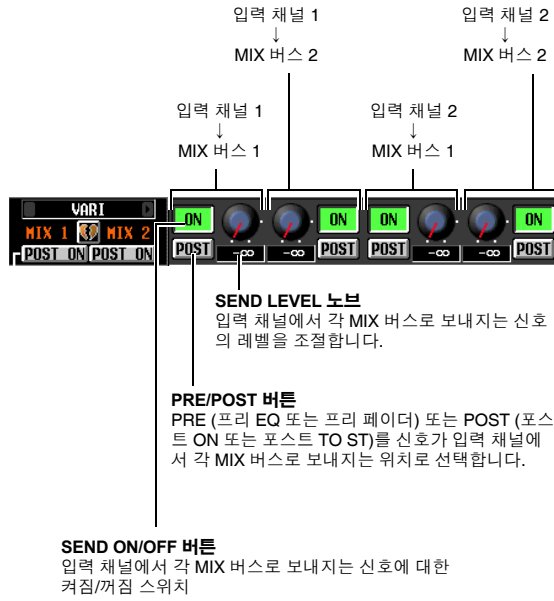 입력 채널 1
↓
MIX 버스 2
입력 채널 2
↓
MIX 버스 2
입력 채널 1
↓
MIX 버스 1
입력 채널 2
↓
MIX 버스 1
VARI
MIX 1 MIX 2
POST ON POST ON
ON ON ON ON
POST -∞ -∞ POST POST -∞ -∞ POST
SEND LEVEL 노브
입력 채널에서 각 MIX 버스로 보내지는 신호
의 레벨을 조절합니다.
PRE/POST 버튼
PRE (프리 EQ 또는 프리 페이더) 또는 POST (포스
트 ON 또는 포스트 TO ST)를 신호가 입력 채널에
서 각 MIX 버스로 보내지는 위치로 선택합니다.
SEND ON/OFF 버튼
입력 채널에서 각 MIX 버스로 보내지는 신호에 대한
켜짐/꺼짐 스위치